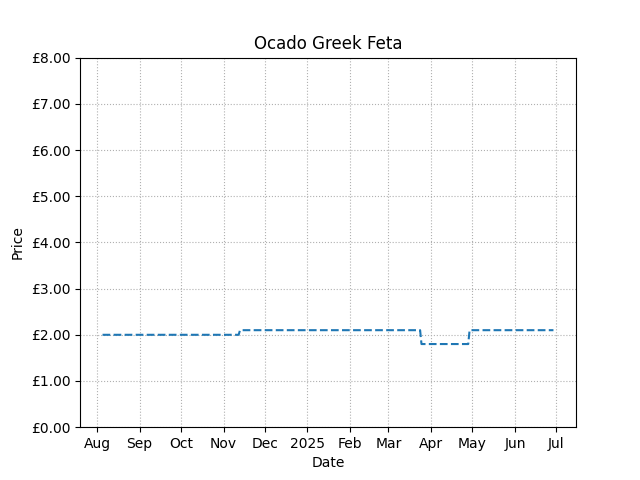 Ocado Greek Feta
£8.00
£7.00
£6.00
£5.00
£4.00
£3.00
£2.00
£1.00
£0.00
Price
Aug Sep Oct Nov Dec 2025 Feb Mar Apr May Jun Jul
Date